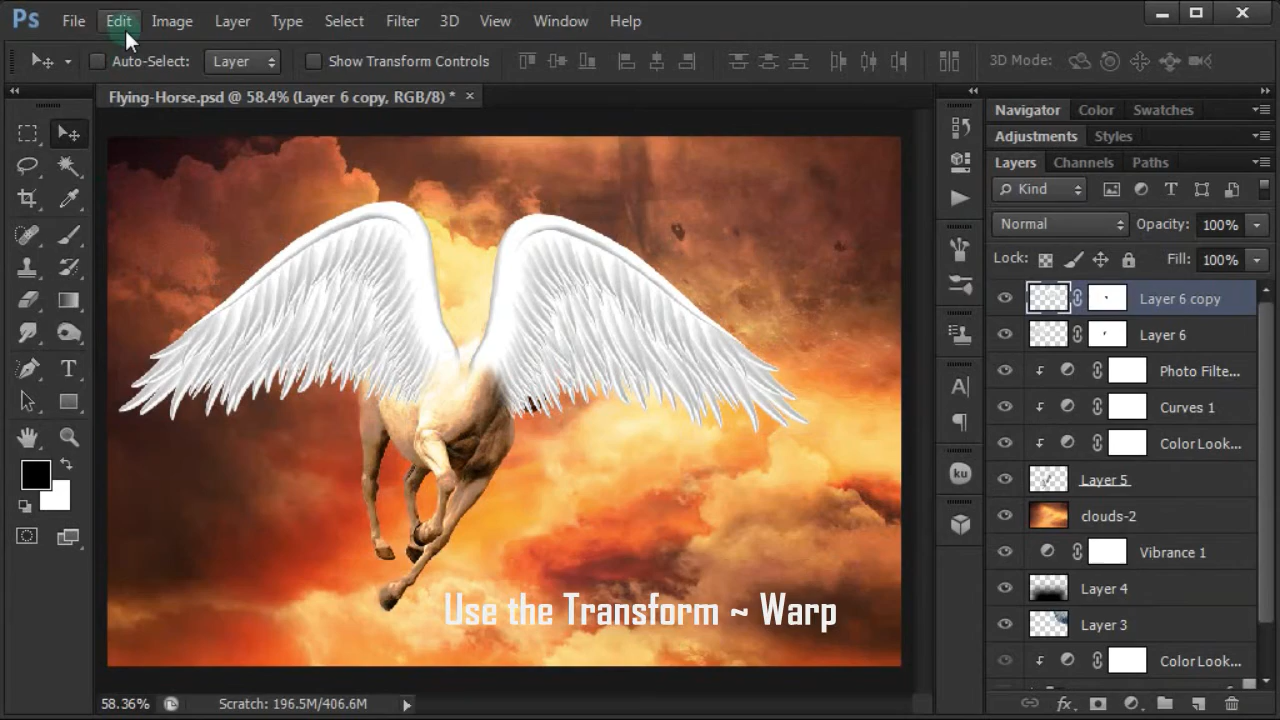 Ps File Edit Image Layer Type Select Filter 3D View Window Help
Auto-Select: Layer Show Transform Controls 3D Mode:
Flying-Horse.psd @ 58.4% (Layer 6 copy, RGB/8) * ×
Navigator Color Swatches
Adjustments Styles
Layers Channels Paths
Kind T
Normal Opacity: 100%
Lock: Fill: 100%
Layer 6 copy
Layer 6
Photo Filte...
Curves 1
Color Look...
Layer 5
clouds-2
Vibrance 1
Layer 4
Layer 3
Color Look...
T
A
ku
Use the Transform ~ Warp
58.36% Scratch: 196.5M/406.6M
fx